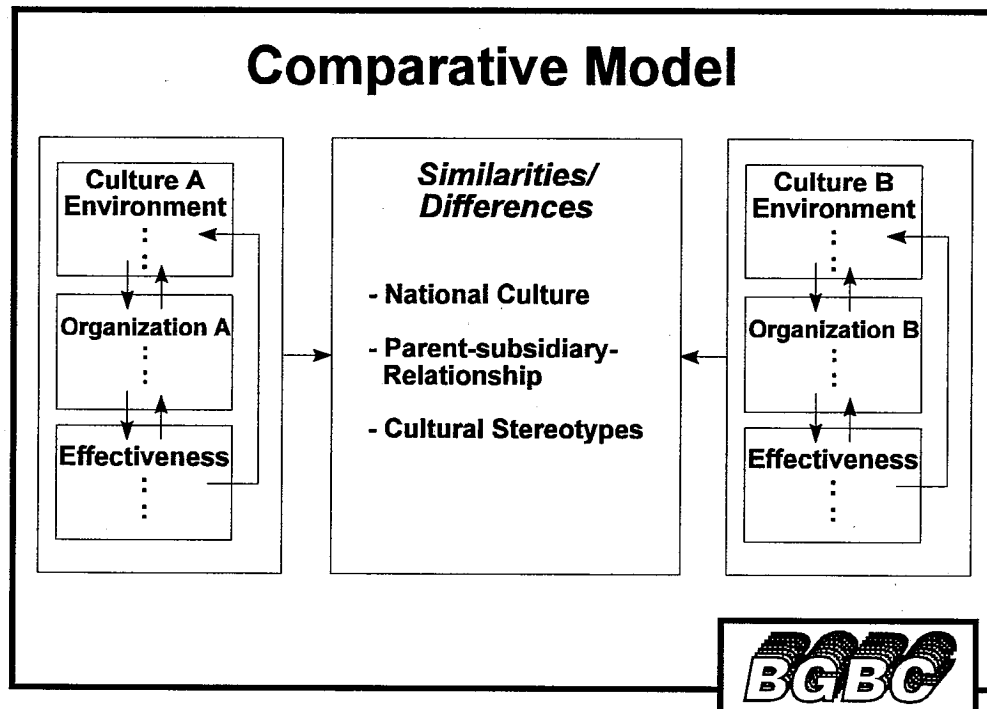 Comparative Model
Culture A
Environment
Organization A
Effectiveness
Similarities/
Differences
- National Culture
- Parent-subsidiary-
Relationship
- Cultural Stereotypes
Culture B
Environment
Organization B
Effectiveness
BGBC